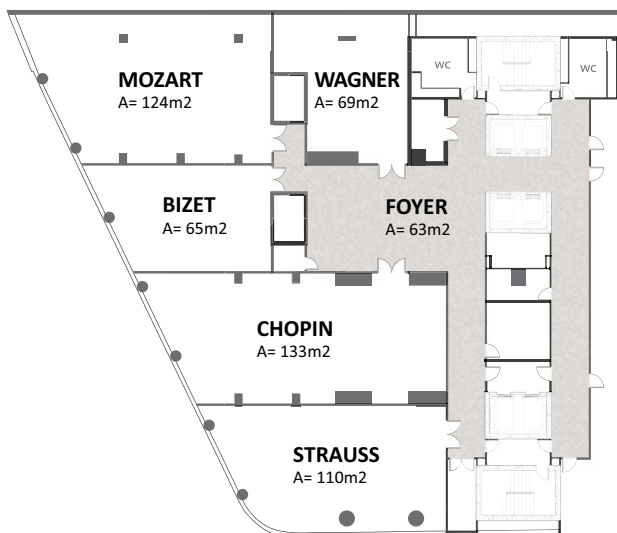 WC
WC
MOZART
A= 124m2
WAGNER
A= 69m2
BIZET
A= 65m2
FOYER
A= 63m2
CHOPIN
A= 133m2
STRAUSS
A= 110m2